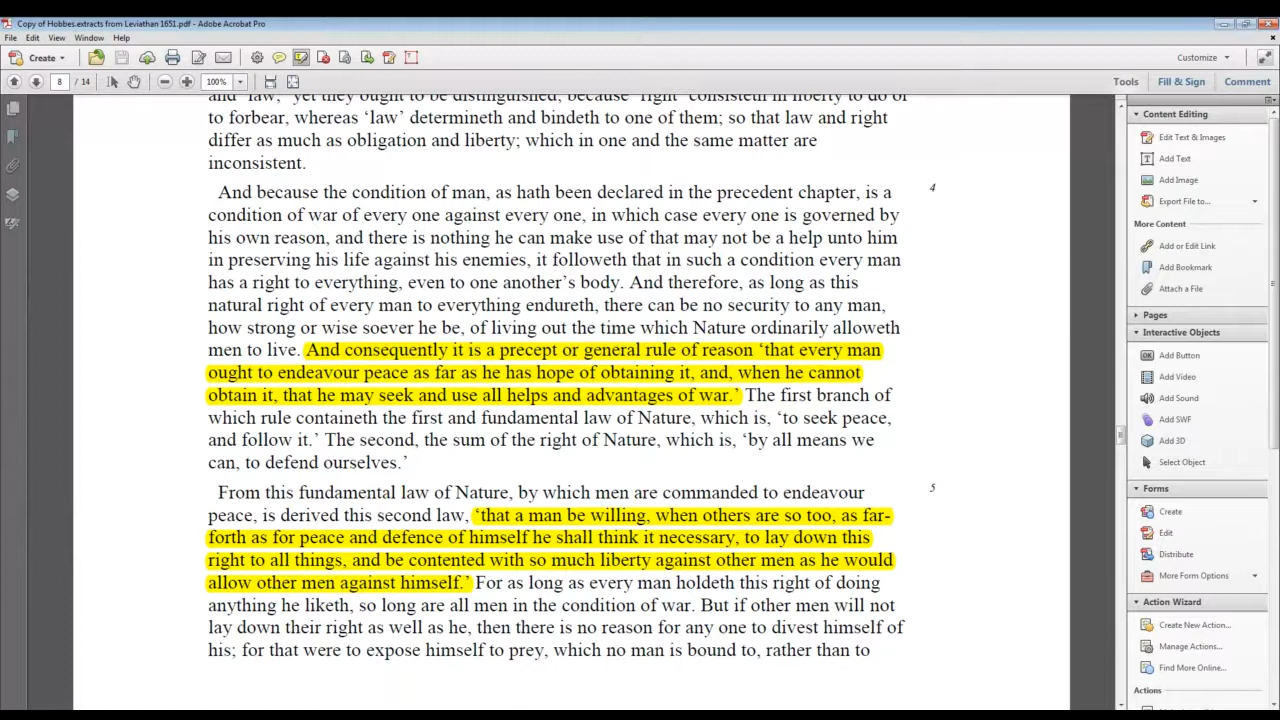 Copy of Hobbes.extracts from Leviathan 1651.pdf - Adobe Acrobat Pro
File Edit View Window Help
Create
Customize
8 / 14
100%
Tools Fill & Sign Comment
and ‘law,’ yet they ought to be distinguished; because ‘right’ consisteth in liberty to do or
to forbear, whereas ‘law’ determineth and bindeth to one of them; so that law and right
differ as much as obligation and liberty; which in one and the same matter are
inconsistent.
And because the condition of man, as hath been declared in the precedent chapter, is a 4
condition of war of every one against every one, in which case every one is governed by
his own reason, and there is nothing he can make use of that may not be a help unto him
in preserving his life against his enemies, it followeth that in such a condition every man
has a right to everything, even to one another’s body. And therefore, as long as this
natural right of every man to everything endureth, there can be no security to any man,
how strong or wise soever he be, of living out the time which Nature ordinarily alloweth
men to live. And consequently it is a precept or general rule of reason ‘that every man
ought to endeavour peace as far as he has hope of obtaining it, and, when he cannot
obtain it, that he may seek and use all helps and advantages of war.’ The first branch of
which rule containeth the first and fundamental law of Nature, which is, ‘to seek peace,
and follow it.’ The second, the sum of the right of Nature, which is, ‘by all means we
can, to defend ourselves.’
From this fundamental law of Nature, by which men are commanded to endeavour 5
peace, is derived this second law, ‘that a man be willing, when others are so too, as far-
forth as for peace and defence of himself he shall think it necessary, to lay down this
right to all things, and be contented with so much liberty against other men as he would
allow other men against himself.’ For as long as every man holdeth this right of doing
anything he liketh, so long are all men in the condition of war. But if other men will not
lay down their right as well as he, then there is no reason for any one to divest himself of
his; for that were to expose himself to prey, which no man is bound to, rather than to
Content Editing
Edit Text & Images
Add Text
Add Image
Export File to...
More Content
Add or Edit Link
Add Bookmark
Attach a File
Pages
Interactive Objects
Add Button
Add Video
Add Sound
Add SWF
Add 3D
Select Object
Forms
Create
Edit
Distribute
More Form Options
Action Wizard
Create New Action...
Manage Actions...
Find More Online...
Actions